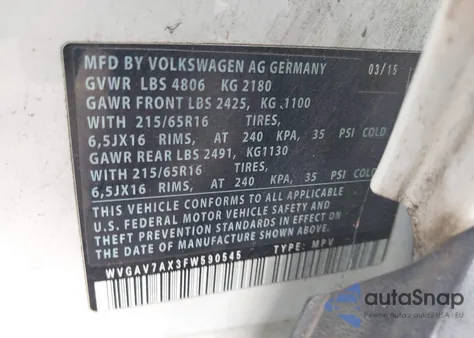 MFD BY VOLKSWAGEN AG GERMANY 03/15
GVWR LBS 4806 KG 2180
GAWR FRONT LBS 2425, KG .1100
WITH 215/65R16 TIRES,
6,5JX16 RIMS, AT 240 KPA, 35 PSI COLD
GAWR REAR LBS 2491, KG1130
WITH 215/65R16 TIRES,
6,5JX16 RIMS, AT 240 KPA, 35 PSI COLD
THIS VEHICLE CONFORMS TO ALL APPLICABLE
U.S. FEDERAL MOTOR VEHICLE SAFETY
STANDARDS IN EFFECT ON
THE DATE OF MANUFACTURE SHOWN ABOVE.
WVGAV7AX3FW590545 TYPE: MPV
autoSnap